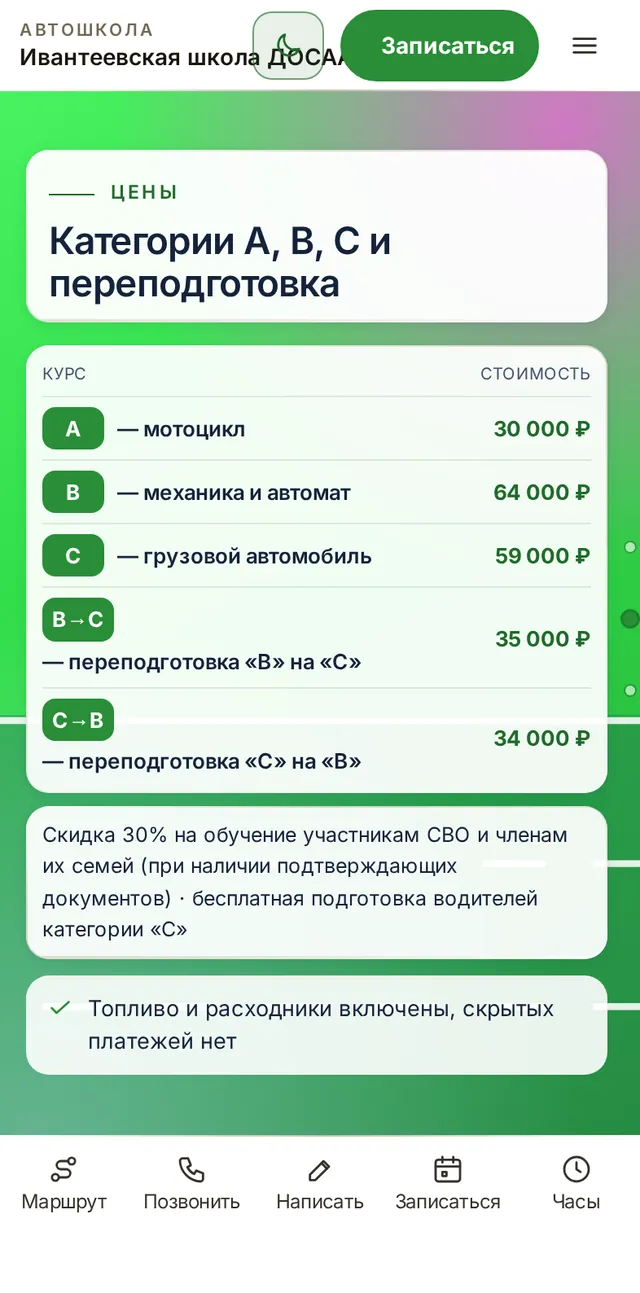 АВТОШКОЛА
Ивантеевская школа
Записаться
ЦЕНЫ
Категории A, B, C и
переподготовка
КУРС СТОИМОСТЬ
A — мотоцикл 30 000 ₽
B — механика и автомат 64 000 ₽
C — грузовой автомобиль 59 000 ₽
B→C
— переподготовка «B» на «C» 35 000 ₽
C→B
— переподготовка «C» на «B» 34 000 ₽
Скидка 30% на обучение участникам СВО и членам
их семей (при наличии подтверждающих
документов) · бесплатная подготовка водителей
категории «C»
Топливо и расходники включены, скрытых
платежей нет
Маршрут Позвонить Написать Записаться Часы